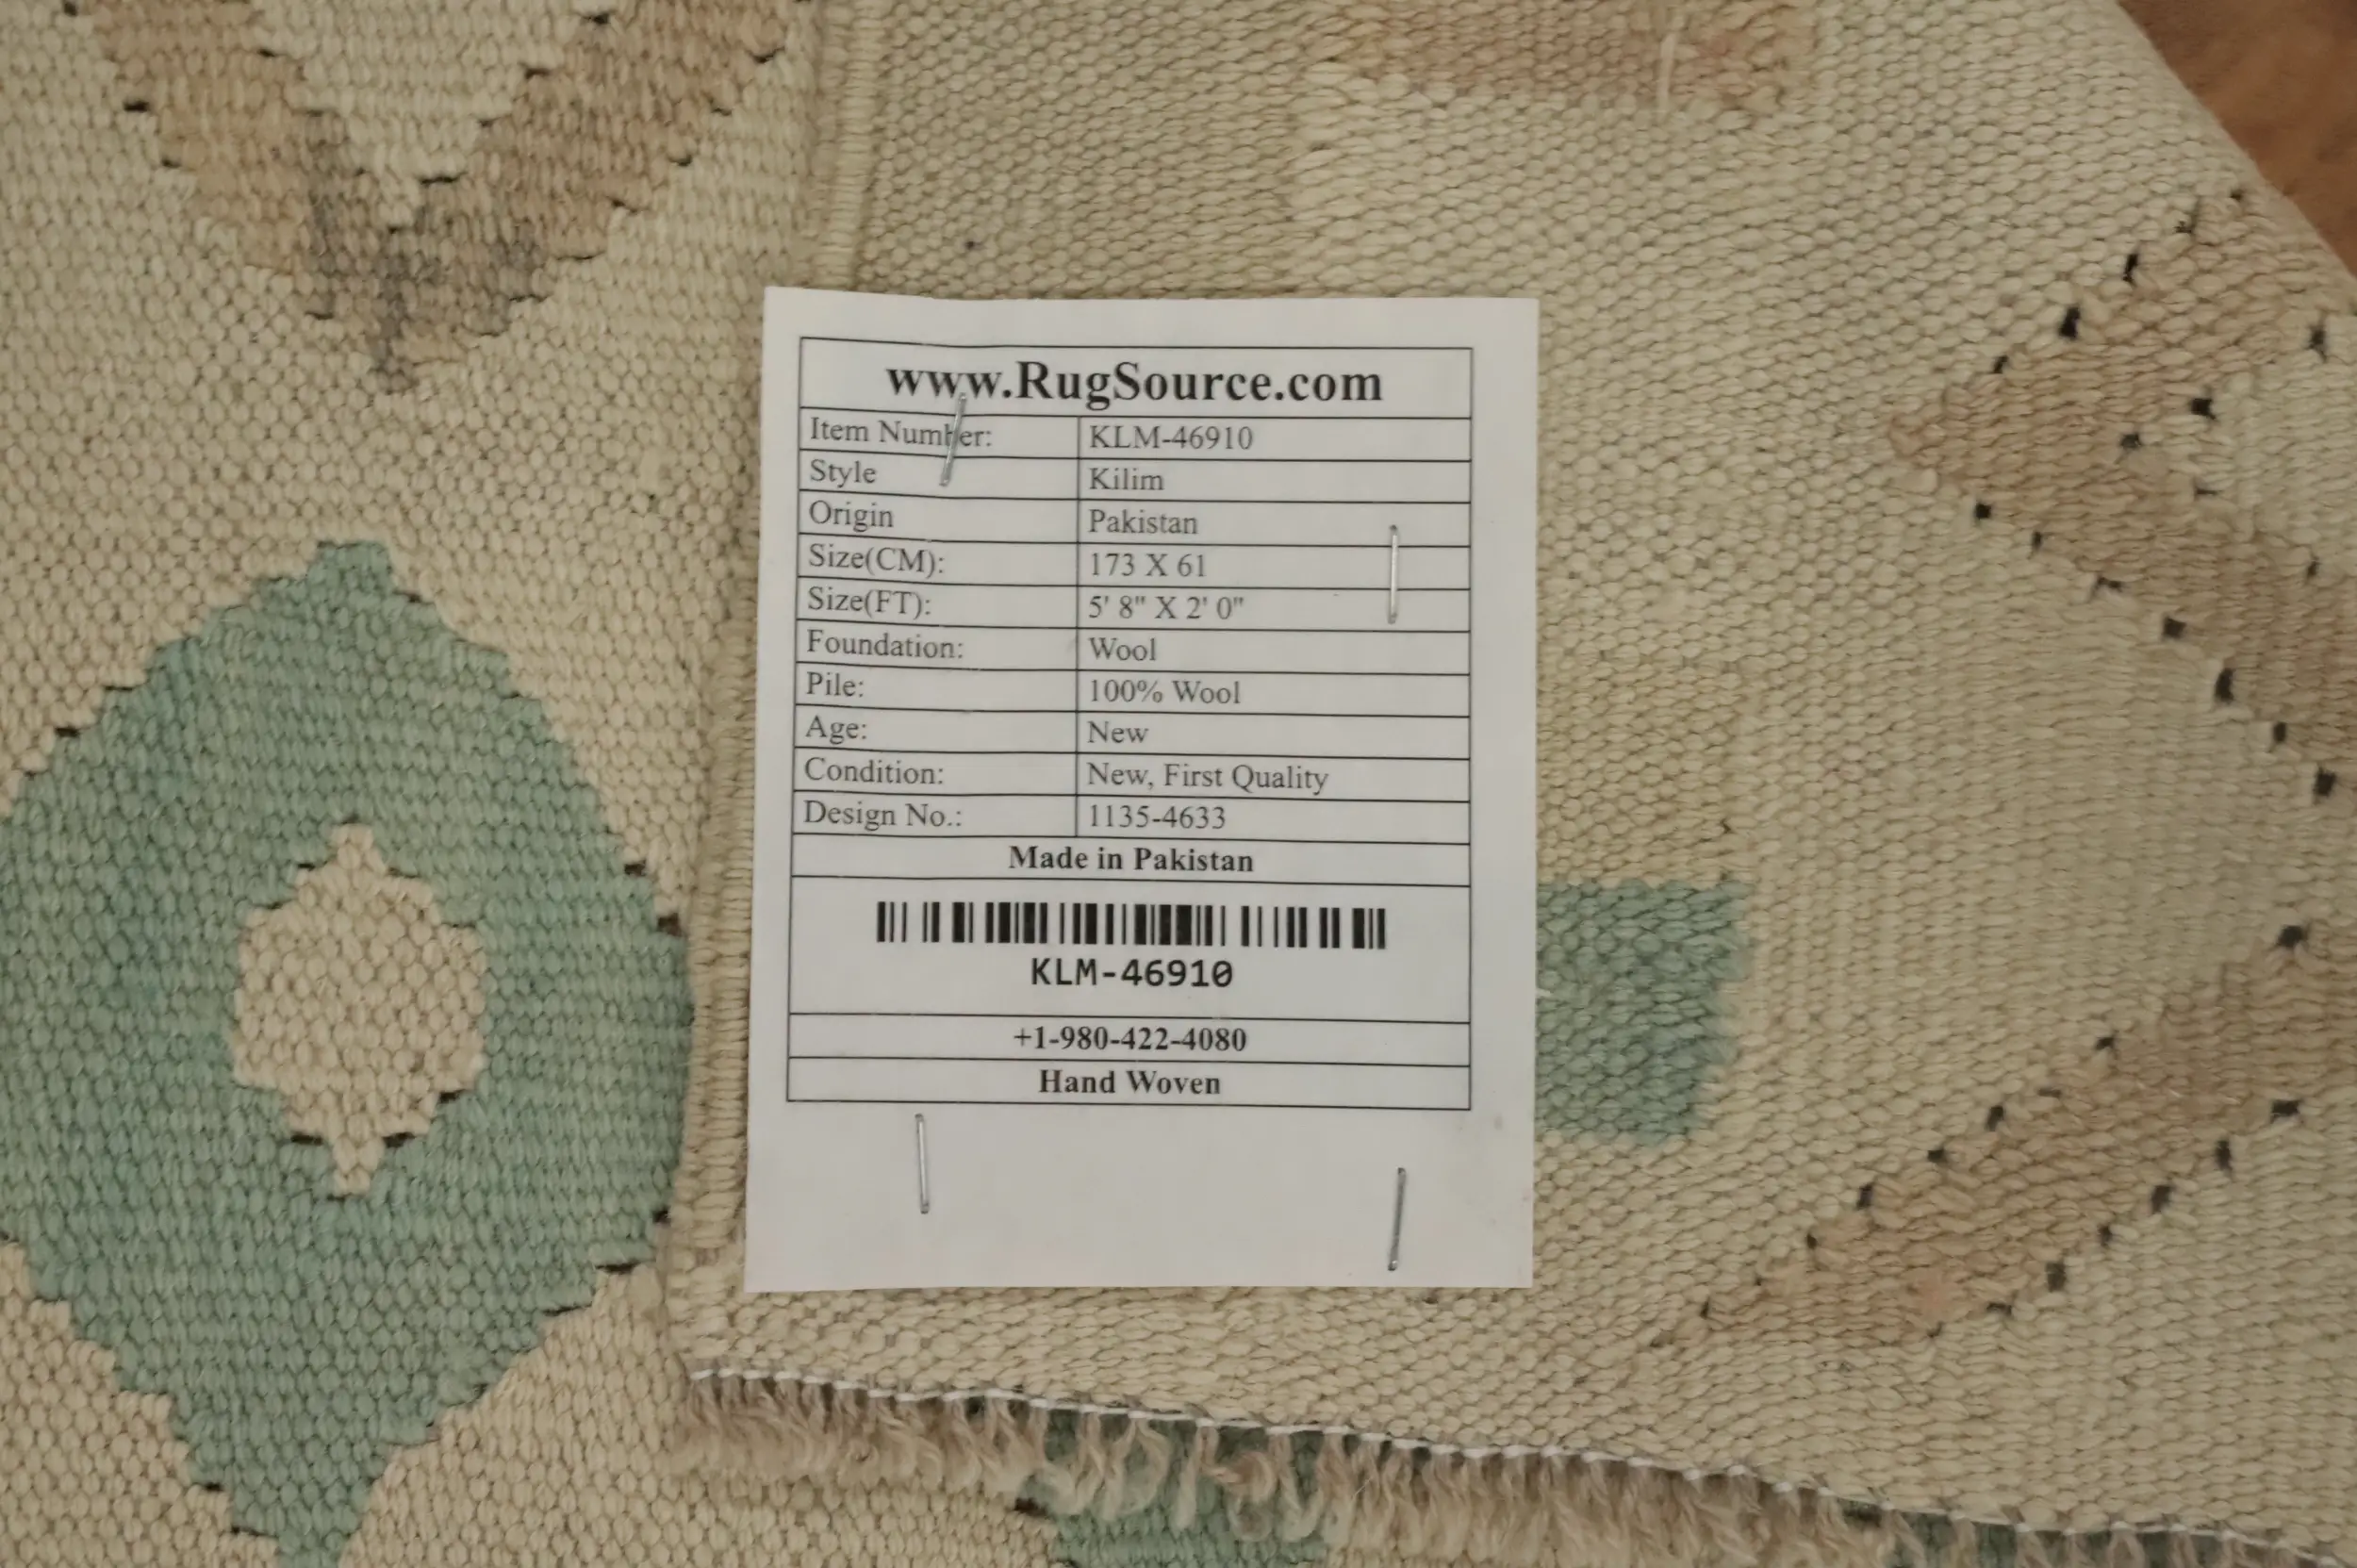 www.RugSource.com
Item Number: KLM-46910
Style Kilim
Origin Pakistan
Size(CM): 173 X 61
Size(FT): 5' 8" X 2' 0"
Foundation: Wool
Pile: 100% Wool
Age: New
Condition: New, First Quality
Design No.: 1135-4633
Made in Pakistan
KLM-46910
+1-980-422-4080
Hand Woven